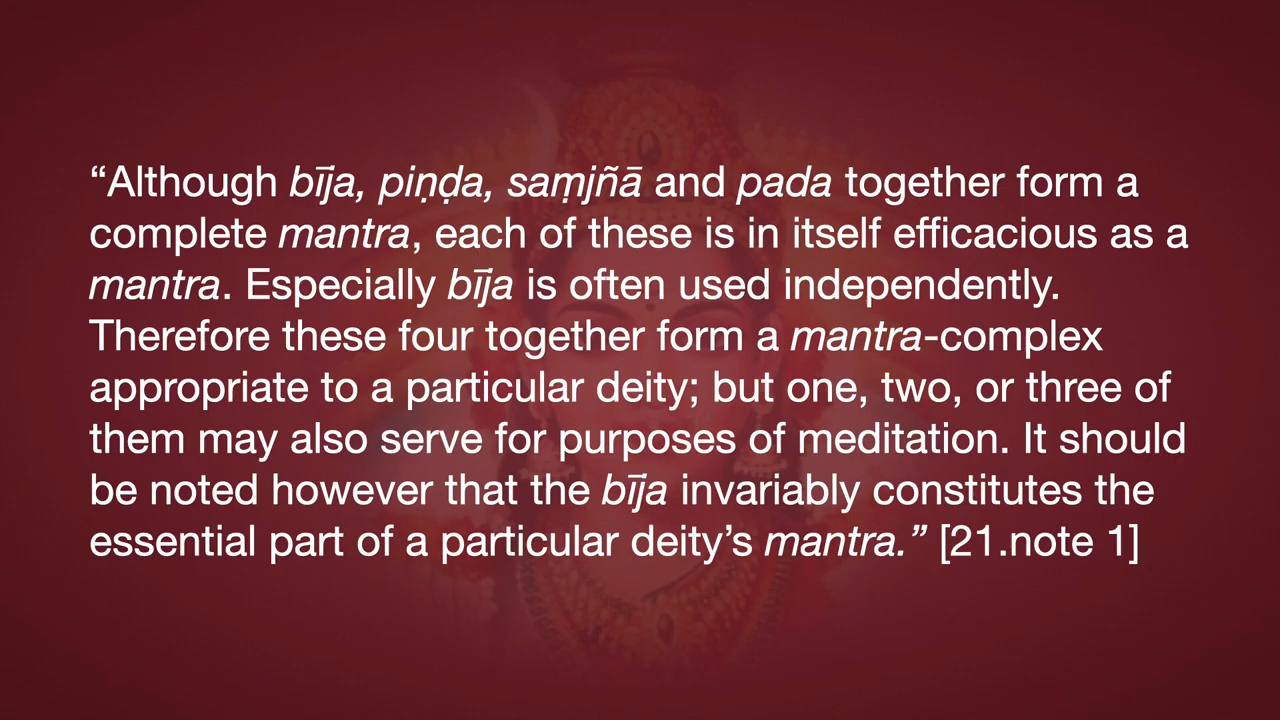 “Although bīja, piṇḍa, saṃjñā and pada together form a
complete mantra, each of these is in itself efficacious as a
mantra. Especially bīja is often used independently.
Therefore these four together form a mantra-complex
appropriate to a particular deity; but one, two, or three of
them may also serve for purposes of meditation. It should
be noted however that the bīja invariably constitutes the
essential part of a particular deity’s mantra.” [21.note 1]